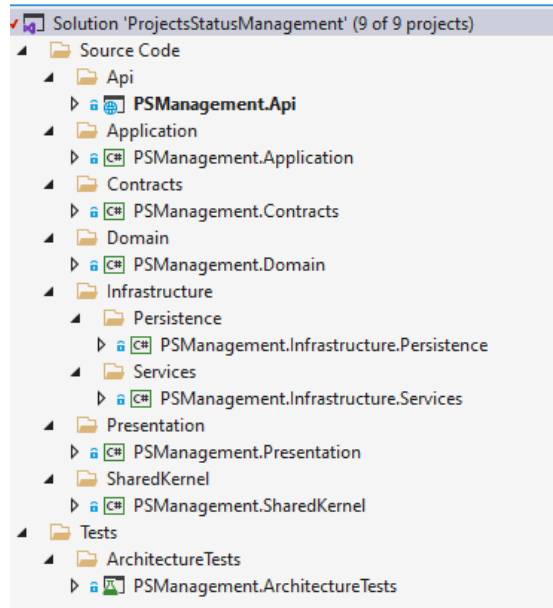 Solution 'ProjectsStatusManagement' (9 of 9 projects)
Source Code
Api
PSManagement.Api
Application
C# PSManagement.Application
Contracts
C# PSManagement.Contracts
Domain
C# PSManagement.Domain
Infrastructure
Persistence
C# PSManagement.Infrastructure.Persistence
Services
C# PSManagement.Infrastructure.Services
Presentation
C# PSManagement.Presentation
SharedKernel
C# PSManagement.SharedKernel
Tests
ArchitectureTests
PSManagement.ArchitectureTests